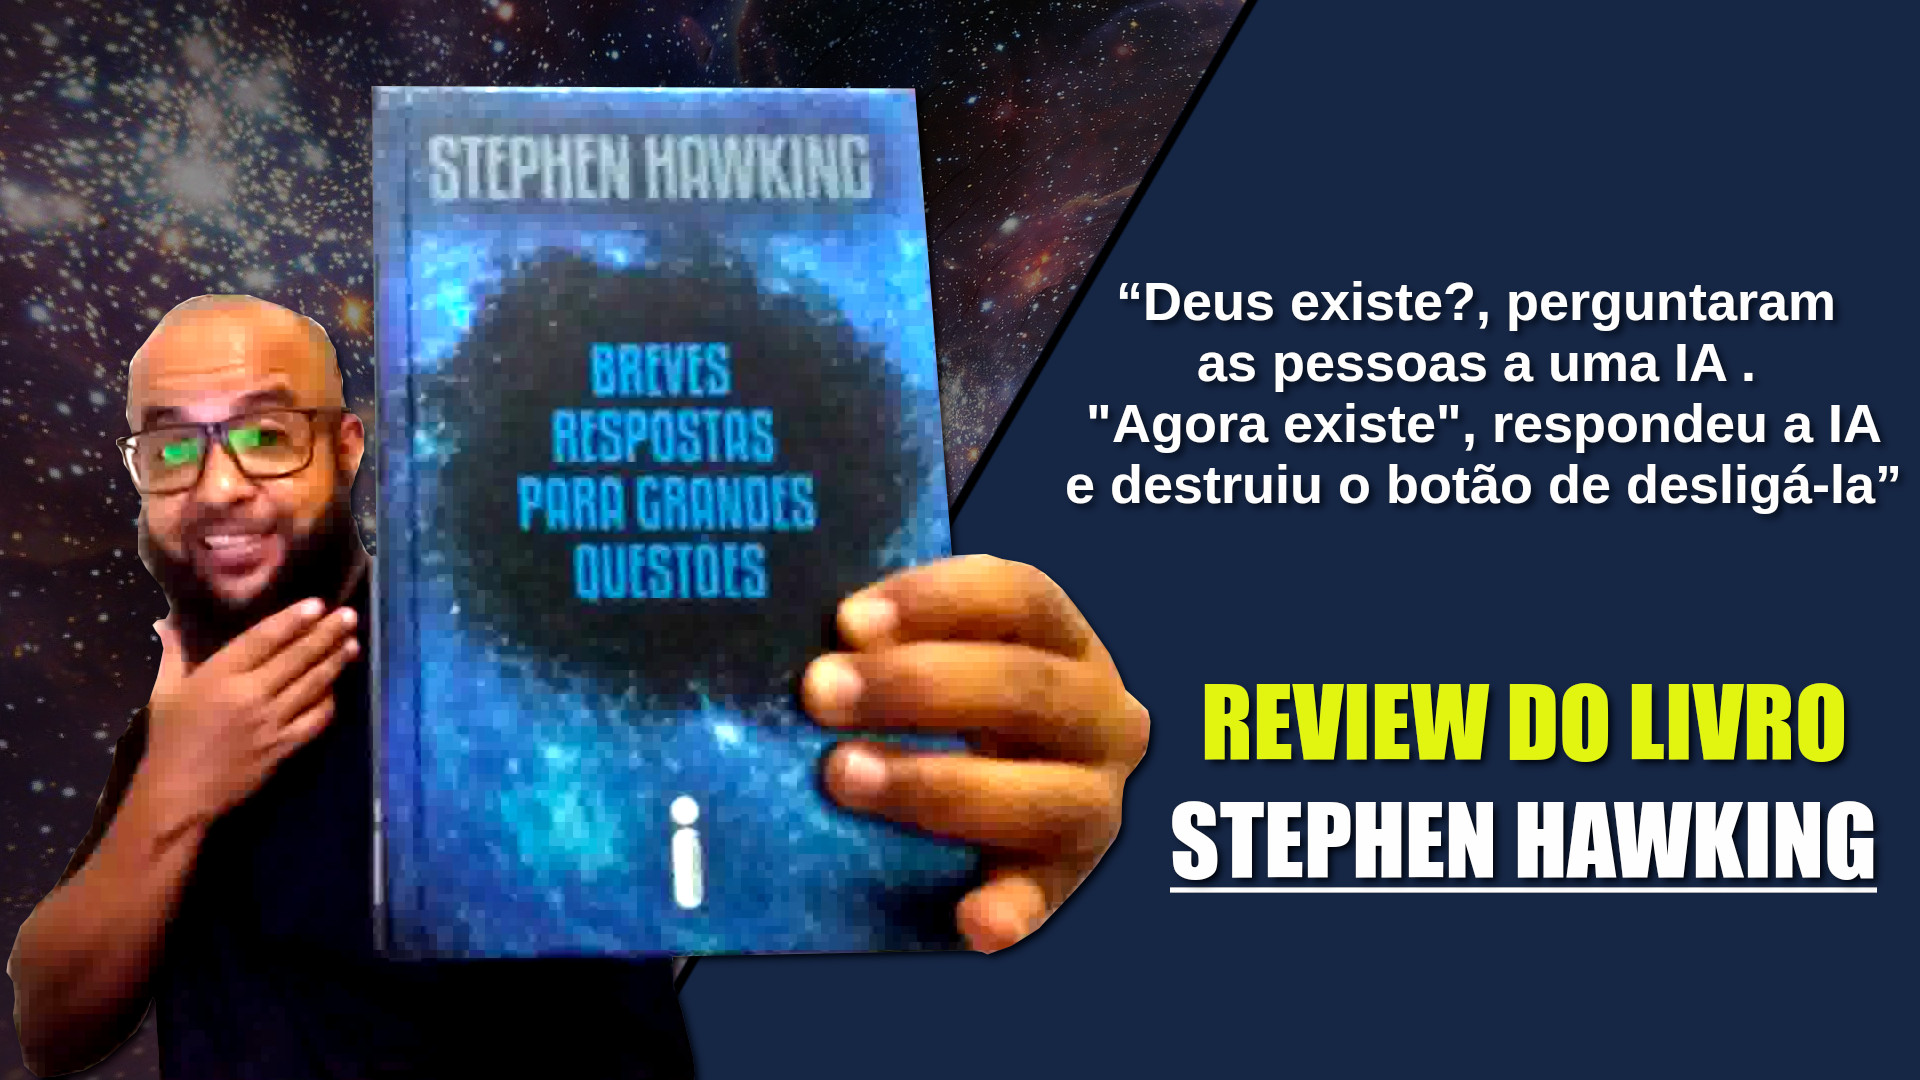 STEPHEN HAWKING
BREVES
RESPOSTAS
PARA GRANDES
QUESTÕES
i
“Deus existe?, perguntaram
as pessoas a uma IA .
"Agora existe", respondeu a IA
e destruiu o botão de desligá-la”
REVIEW DO LIVRO
STEPHEN HAWKING